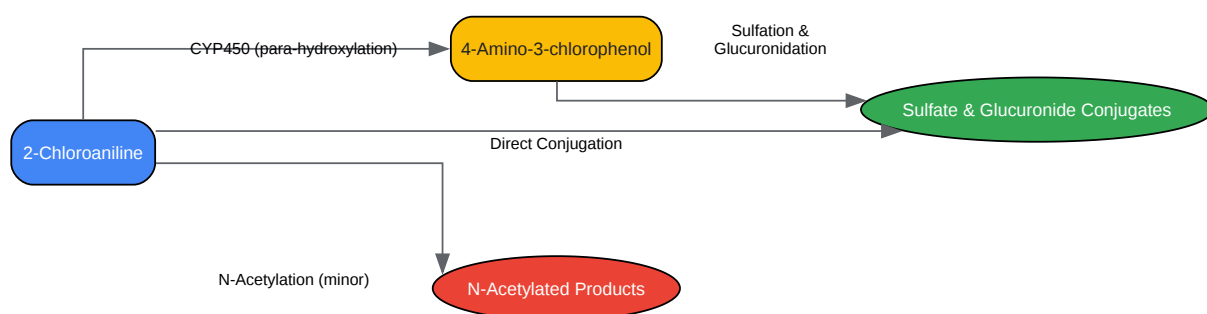 Sulfation &
Glucuronidation
CYP450 (para-hydroxylation)
4-Amino-3-chlorophenol
Sulfate & Glucuronide Conjugates
2-Chloroaniline
Direct Conjugation
N-Acetylation (minor)
N-Acetylated Products